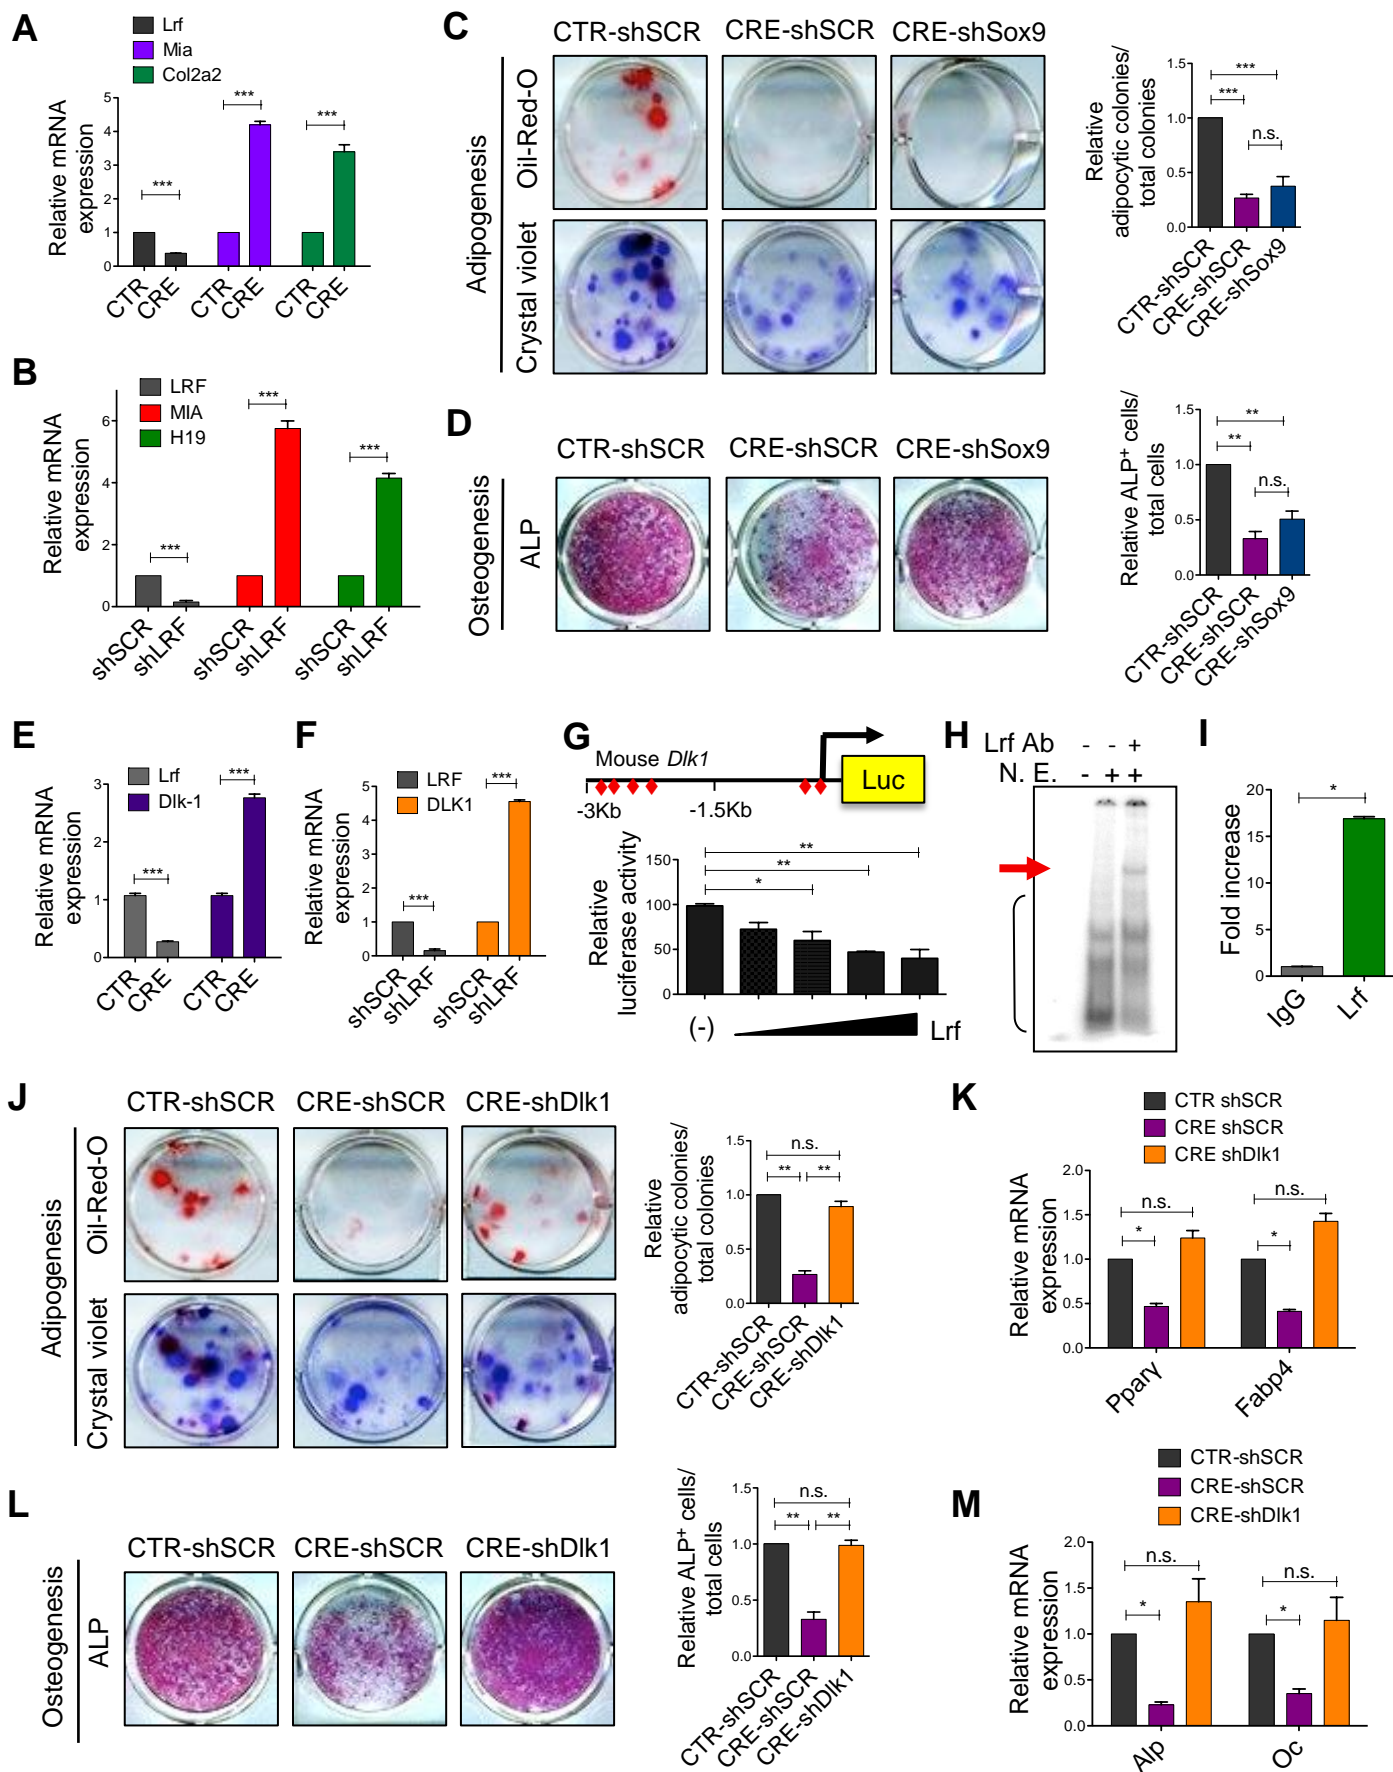 A
Lrf
Mia
Col2a2
Relative mRNA
expression
5
4
3
2
1
0
***
***
***
CTR
CRE
CTR
CRE
CTR
CRE
B
LRF
MIA
H19
Relative mRNA
expression
6
4
2
0
***
***
***
shSCR
shLRF
shSCR
shLRF
shSCR
shLRF
C
CTR-shSCR
CRE-shSCR
CRE-shSox9
Adipogenesis
Oil-Red-O
Crystal violet
Relative
adipocytic colonies/
total colonies
1.5
1.0
0.5
0.0
***
***
n.s.
CTR-shSCR
CRE-shSCR
CRE-shSox9
D
CTR-shSCR
CRE-shSCR
CRE-shSox9
Osteogenesis
ALP
Relative ALP+ cells/
total cells
1.5
1.0
0.5
0.0
**
**
n.s.
CTR-shSCR
CRE-shSCR
CRE-shSox9
E
Lrf
Dlk-1
Relative mRNA
expression
3
2
1
0
***
***
CTR
CRE
CTR
CRE
F
LRF
DLK1
Relative mRNA
expression
5
4
3
2
1
0
***
***
shSCR
shLRF
shSCR
shLRF
G
Mouse Dlk1
Luc
-3Kb
-1.5Kb
Relative
luciferase activity
150
100
50
0
**
**
*
(-)
Lrf
H
Lrf Ab - - +
N. E. - + +
I
Fold increase
20
15
10
5
0
*
IgG
Lrf
J
CTR-shSCR
CRE-shSCR
CRE-shDlk1
Adipogenesis
Oil-Red-O
Crystal violet
Relative
adipocytic colonies/
total colonies
1.5
1.0
0.5
0.0
n.s.
**
**
CTR-shSCR
CRE-shSCR
CRE-shDlk1
K
CTR shSCR
CRE shSCR
CRE shDlk1
Relative mRNA
expression
2.0
1.5
1.0
0.5
0.0
n.s.
*
n.s.
*
Pparγ
Fabp4
L
CTR-shSCR
CRE-shSCR
CRE-shDlk1
Osteogenesis
ALP
Relative ALP+ cells/
total cells
1.5
1.0
0.5
0.0
n.s.
**
**
CTR-shSCR
CRE-shSCR
CRE-shDlk1
M
CTR-shSCR
CRE-shSCR
CRE-shDlk1
Relative mRNA
expression
2.0
1.5
1.0
0.5
0.0
n.s.
*
n.s.
*
Alp
Oc